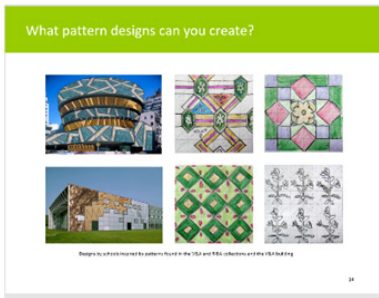 What pattern designs can you create?
Designs by schools inspired by patterns found in the V&A and RIBA collections and the V&A building
14